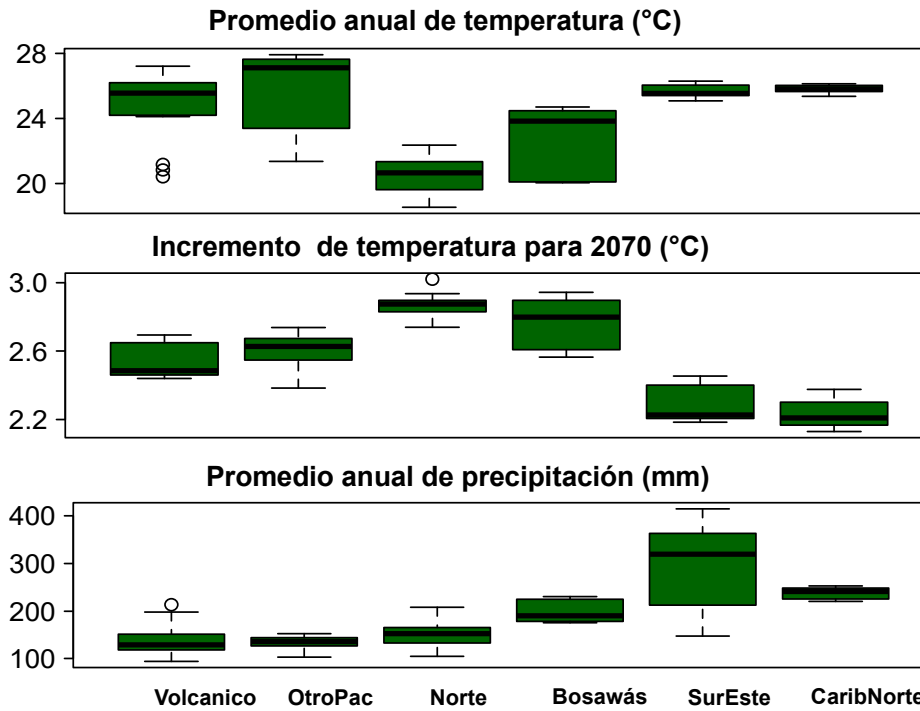 Promedio anual de temperatura (°C)
28
24
20
Incremento de temperatura para 2070 (°C)
3.0
2.6
2.2
Promedio anual de precipitación (mm)
400
300
200
100
Volcanico OtroPac Norte Bosawás SurEste CaribNorte